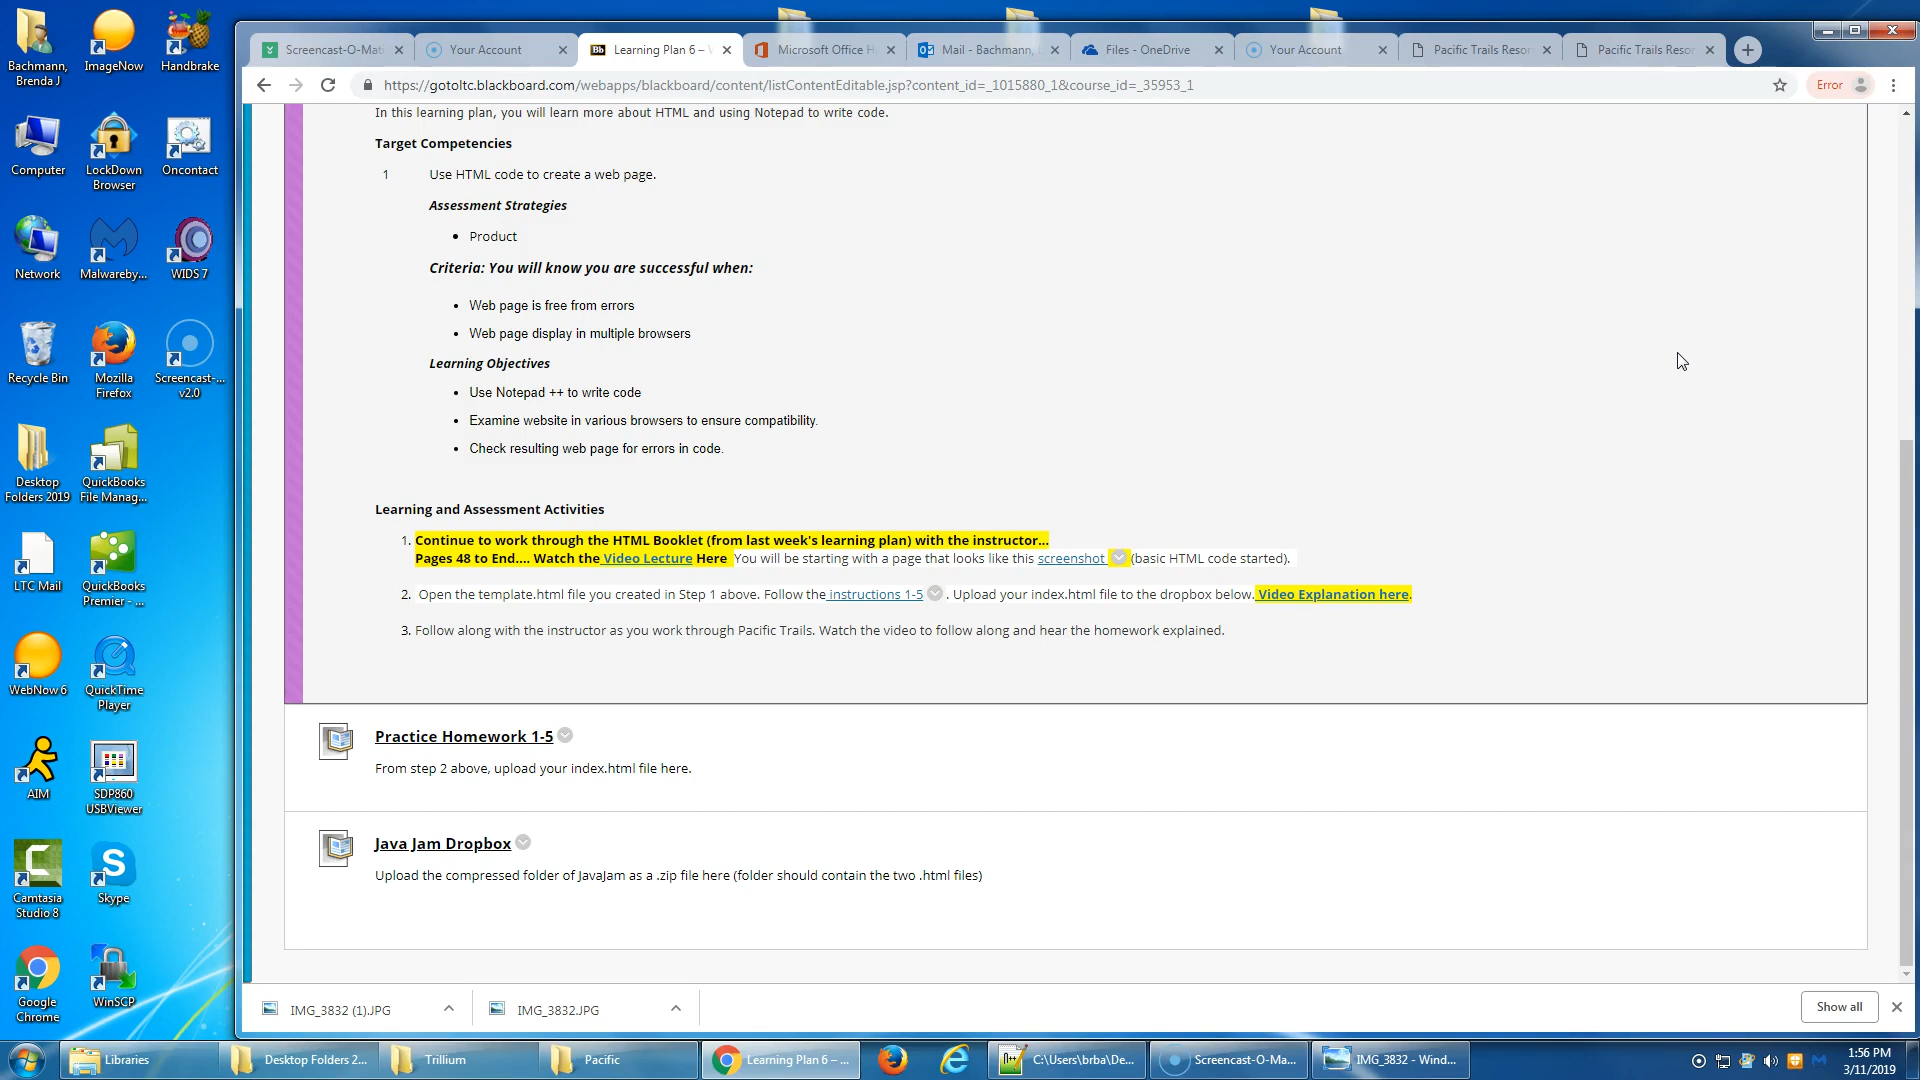 Bachmann, Brenda J
ImageNow
Handbrake
Computer
LockDown Browser
Oncontact
Network
Malwareby...
WIDS 7
Recycle Bin
Mozilla Firefox
Screencast-... v2.0
Desktop Folders 2019
QuickBooks File Manag...
LTC Mail
QuickBooks Premier - ...
WebNow 6
QuickTime Player
AIM
SDP860 USBViewer
Camtasia Studio 8
Skype
Google Chrome
WinSCP
Screencast-O-Mati
Your Account
Learning Plan 6 –
Microsoft Office H
Mail - Bachmann,
Files - OneDrive
Your Account
Pacific Trails Resor
Pacific Trails Resor
https://gotoltc.blackboard.com/webapps/blackboard/content/listContentEditable.jsp?content_id=_1015880_1&course_id=_35953_1
Error
In this learning plan, you will learn more about HTML and using Notepad to write code.
Target Competencies
1 Use HTML code to create a web page.
Assessment Strategies
• Product
Criteria: You will know you are successful when:
• Web page is free from errors
• Web page display in multiple browsers
Learning Objectives
• Use Notepad ++ to write code
• Examine website in various browsers to ensure compatibility.
• Check resulting web page for errors in code.
Learning and Assessment Activities
1. Continue to work through the HTML Booklet (from last week's learning plan) with the instructor...
Pages 48 to End.... Watch the Video Lecture Here You will be starting with a page that looks like this screenshot (basic HTML code started).
2. Open the template.html file you created in Step 1 above. Follow the instructions 1-5 . Upload your index.html file to the dropbox below. Video Explanation here.
3. Follow along with the instructor as you work through Pacific Trails. Watch the video to follow along and hear the homework explained.
Practice Homework 1-5
From step 2 above, upload your index.html file here.
Java Jam Dropbox
Upload the compressed folder of JavaJam as a .zip file here (folder should contain the two .html files)
IMG_3832 (1).JPG
IMG_3832.JPG
Show all
Libraries
Desktop Folders 2...
Trillium
Pacific
Learning Plan 6 – ...
C:\Users\brba\De...
Screencast-O-Ma...
IMG_3832 - Wind...
1:56 PM
3/11/2019